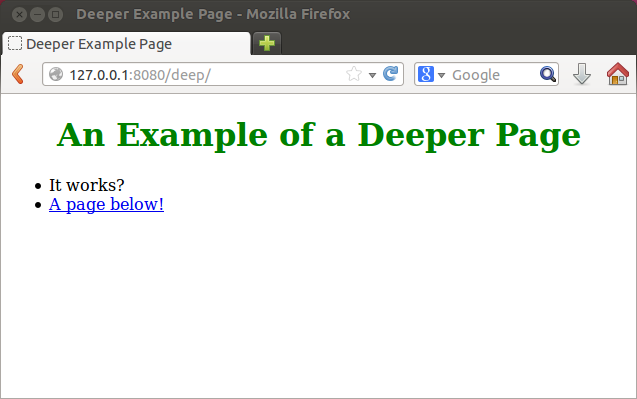 Deeper Example Page - Mozilla Firefox
Deeper Example Page
127.0.0.1:8080/deep/
8 Google
An Example of a Deeper Page
• It works?
• A page below!